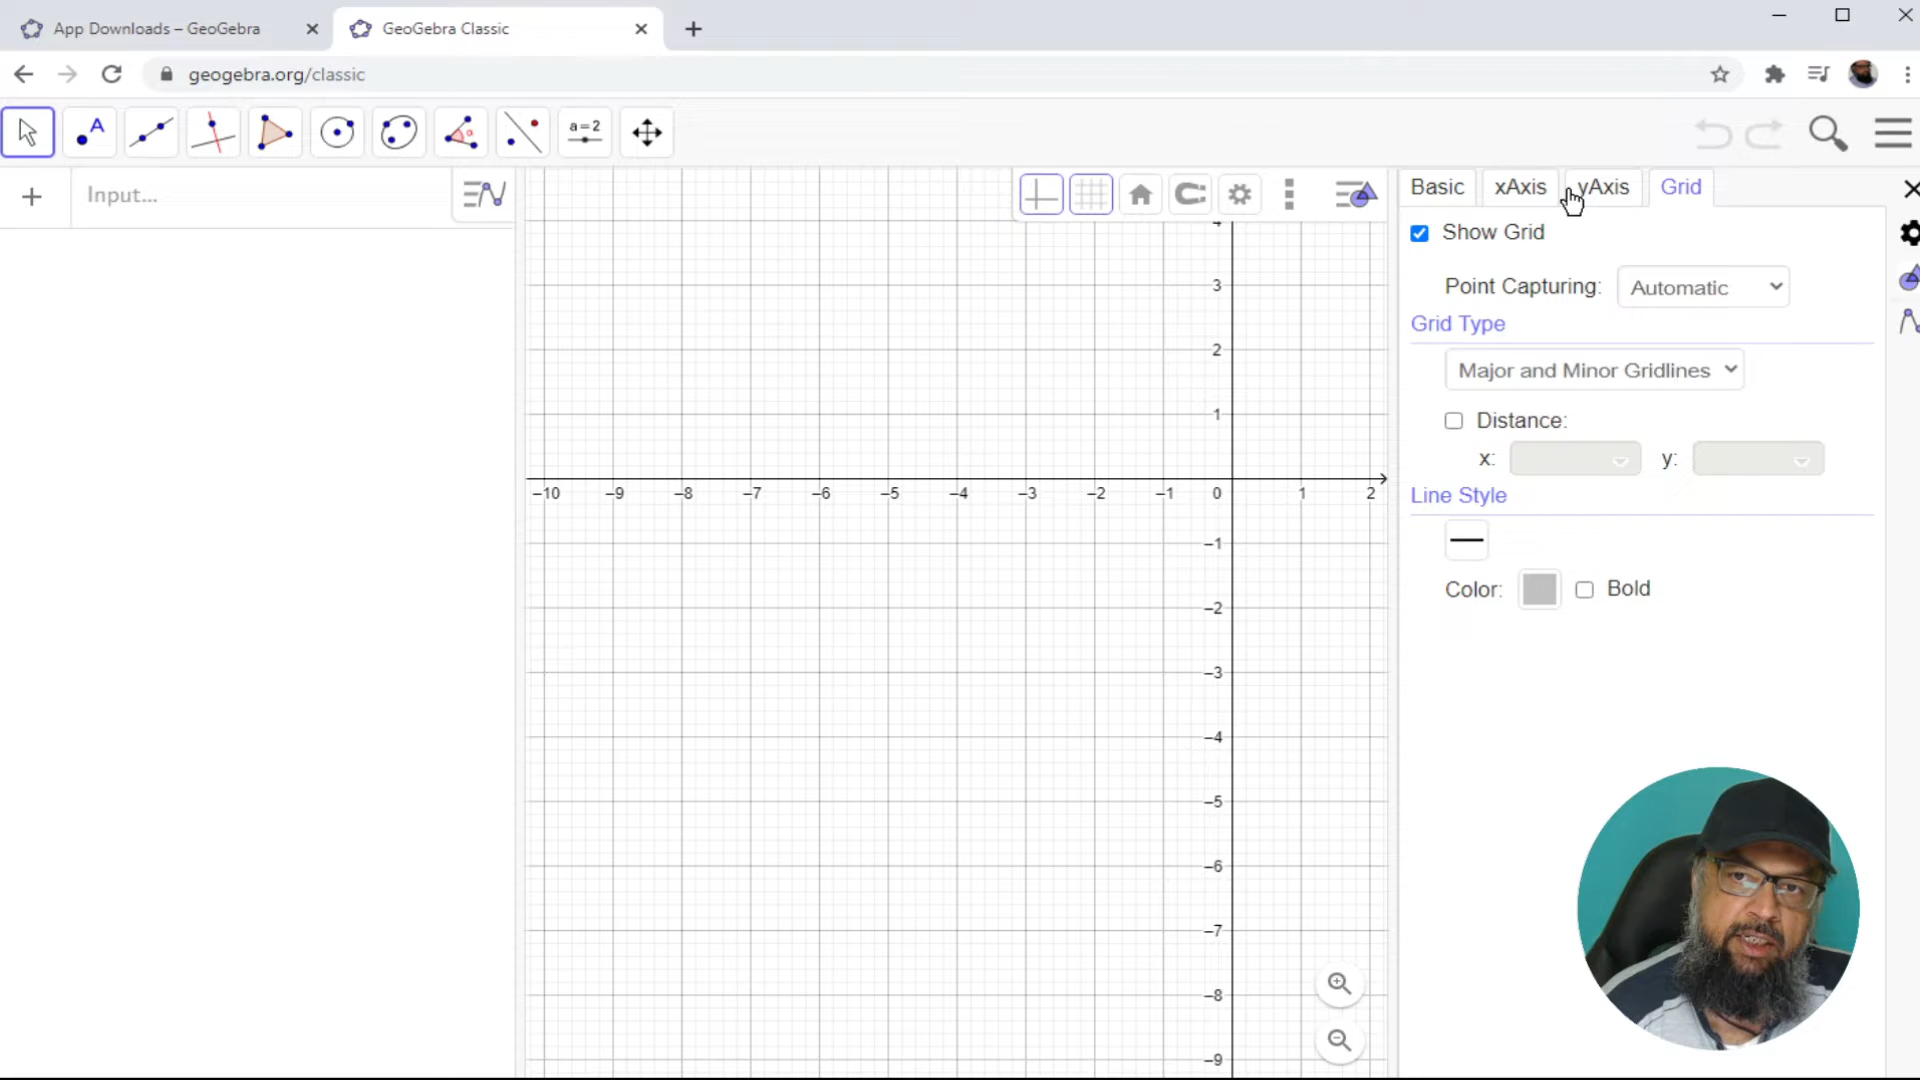 App Downloads – GeoGebra
GeoGebra Classic
geogebra.org/classic
A
α
a=2
Input...
Basic
xAxis
yAxis
Grid
Show Grid
Point Capturing: Automatic
Grid Type
Major and Minor Gridlines
Distance:
x:
y:
Line Style
Color:
Bold
4
3
2
1
–10 –9 –8 –7 –6 –5 –4 –3 –2 –1 0 1 2
–1
–2
–3
–4
–5
–6
–7
–8
–9